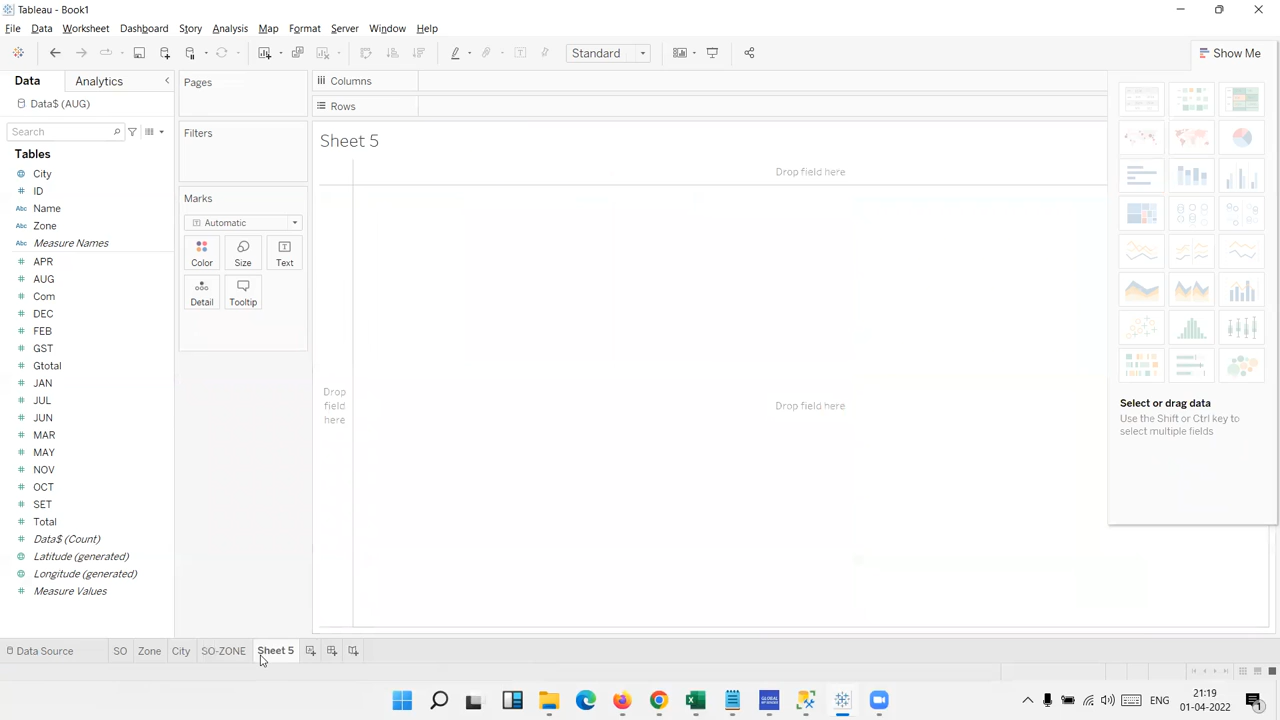 Tableau - Book1
File Data Worksheet Dashboard Story Analysis Map Format Server Window Help
Standard
Show Me
Data Analytics
Pages
Columns
Data$ (AUG)
Rows
Search
Filters
Sheet 5
Tables
Drop field here
City
ID
Marks
Name
Automatic
Abc Zone
Abc Measure Names
Color Size Text
APR
AUG
Detail Tooltip
Com
DEC
FEB
GST
Gtotal
JAN
JUL
JUN
MAR
MAY
NOV
OCT
SET
Total
Data$ (Count)
Latitude (generated)
Longitude (generated)
Measure Values
Drop
field
here
Drop field here
Select or drag data
Use the Shift or Ctrl key to
select multiple fields
Data Source SO Zone City SO-ZONE Sheet 5
GLOBAL
ENG
21:19
01-04-2022
1